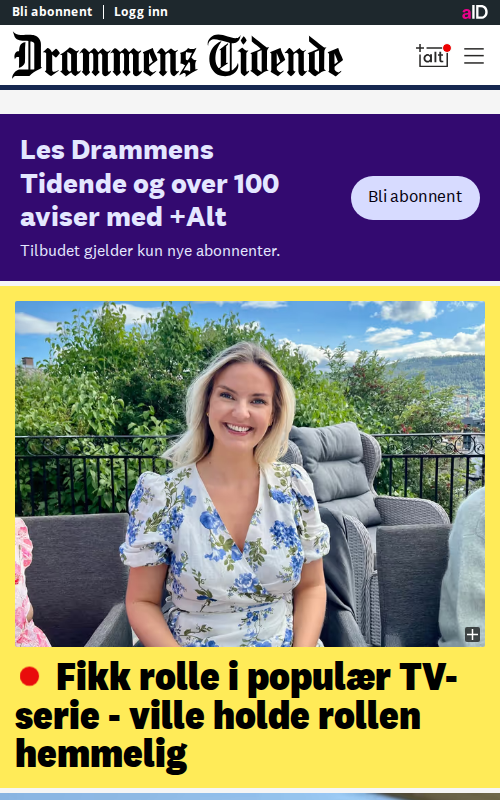 Bli abonnent | Logg inn
aID
Drammens Tidende
+alt
Les Drammens
Tidende og over 100
aviser med +Alt
Bli abonnent
Tilbudet gjelder kun nye abonnenter.
Fikk rolle i populær TV-
serie - ville holde rollen
hemmelig